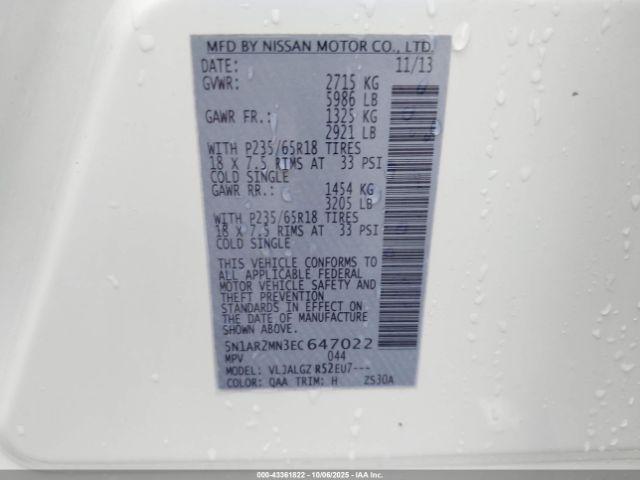 MFD BY NISSAN MOTOR CO., LTD.
DATE: 11/13
GVWR: 2715 KG
5986 LB
GAWR FR.: 1325 KG
2921 LB
WITH P235/65R18 TIRES
18 X 7.5 RIMS AT 33 PSI
COLD SINGLE
GAWR RR.: 1454 KG
3205 LB
WITH P235/65R18 TIRES
18 X 7.5 RIMS AT 33 PSI
COLD SINGLE
THIS VEHICLE CONFORMS TO
ALL APPLICABLE FEDERAL
MOTOR VEHICLE SAFETY AND
THEFT PREVENTION
STANDARDS IN EFFECT ON
THE DATE OF MANUFACTURE
SHOWN ABOVE.
5N1AR2MN3EC647022
MPV 044
MODEL: VLJALGZ R52EU7---
COLOR: QAA TRIM: H ZS30A
000-43361822 - 10/06/2025 - IAAI - Copart